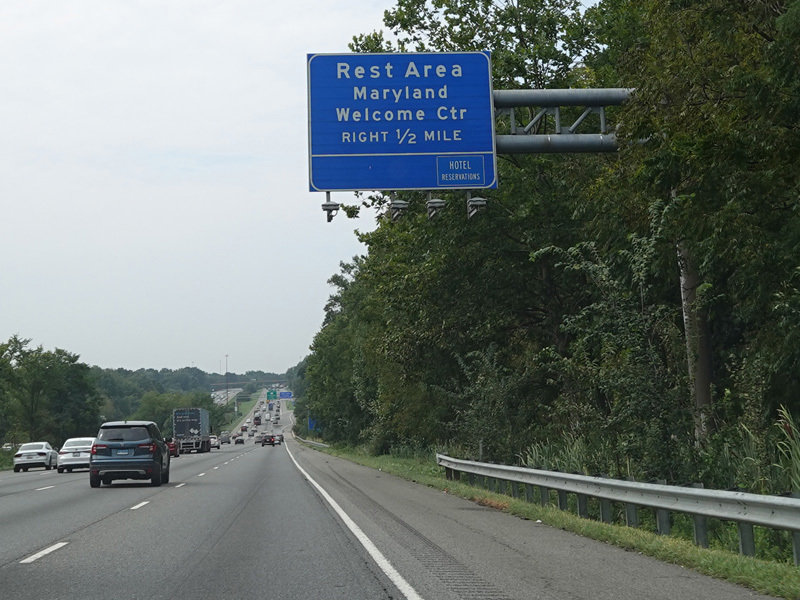 Rest Area
Maryland
Welcome Ctr
RIGHT 1/2 MILE
HOTEL
RESERVATIONS